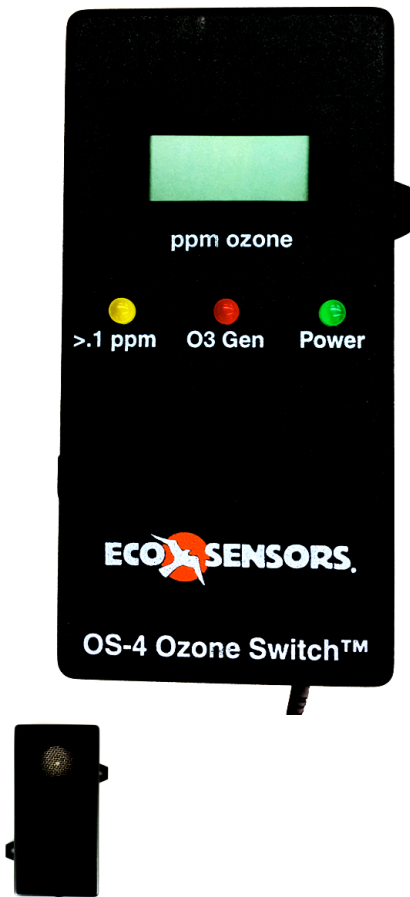 ppm ozone
>.1 ppm O3 Gen Power
ECO SENSORS.
OS-4 Ozone Switch™